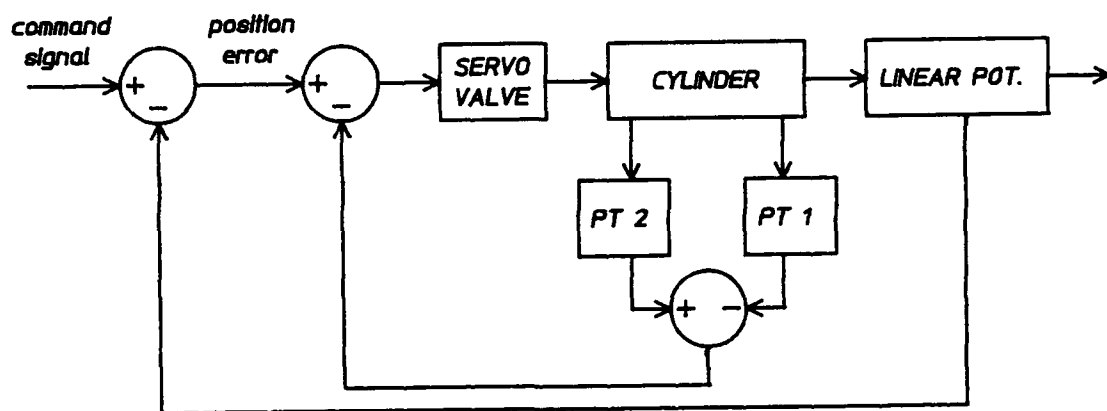 command
signal
position
error
+
−
+
−
SERVO
VALVE
CYLINDER
LINEAR POT.
PT 2
PT 1
+
−